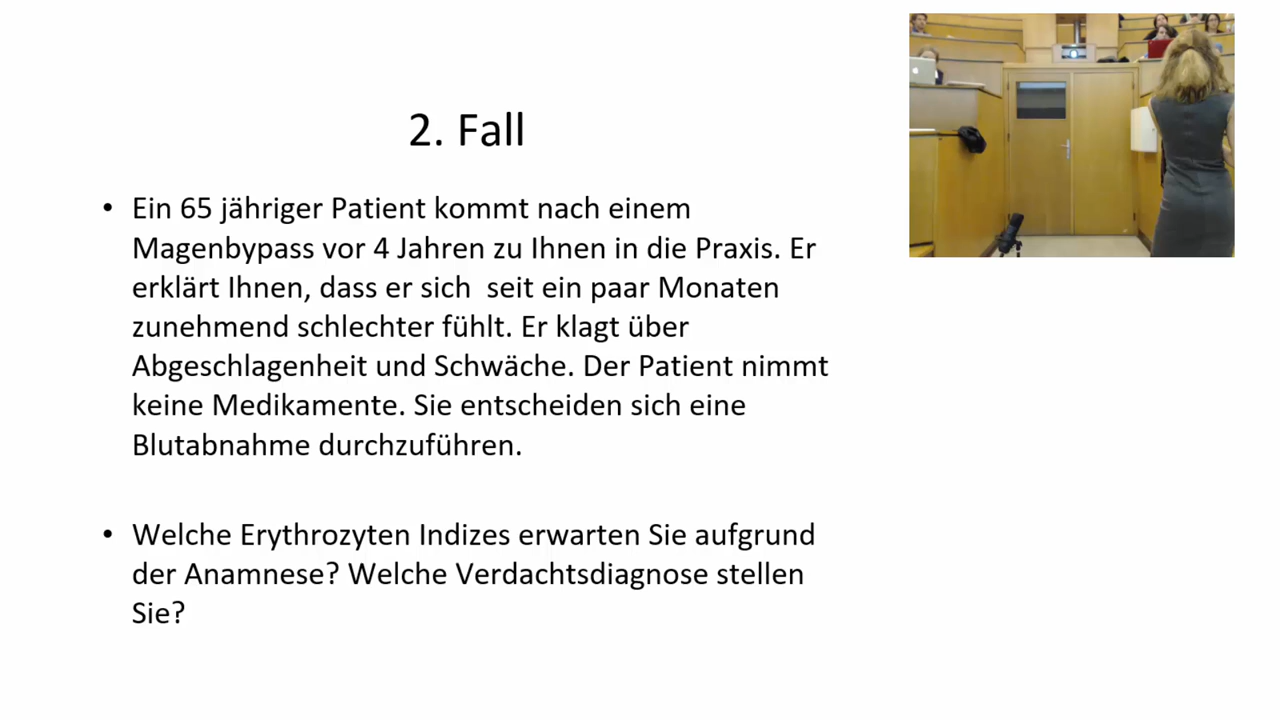 2. Fall
• Ein 65 jähriger Patient kommt nach einem
Magenbypass vor 4 Jahren zu Ihnen in die Praxis. Er
erklärt Ihnen, dass er sich  seit ein paar Monaten
zunehmend schlechter fühlt. Er klagt über
Abgeschlagenheit und Schwäche. Der Patient nimmt
keine Medikamente. Sie entscheiden sich eine
Blutabnahme durchzuführen.
• Welche Erythrozyten Indizes erwarten Sie aufgrund
der Anamnese? Welche Verdachtsdiagnose stellen
Sie?